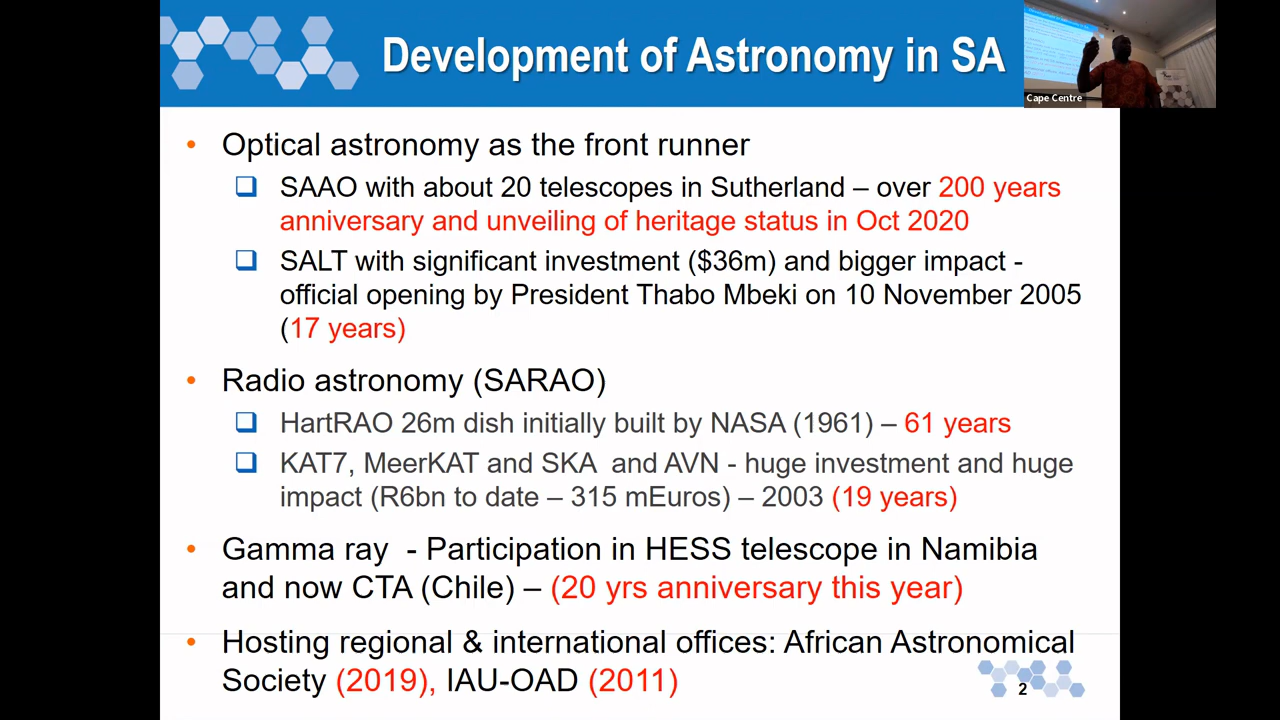 Development of Astronomy in SA
Cape Centre
• Optical astronomy as the front runner
❑ SAAO with about 20 telescopes in Sutherland – over 200 years
anniversary and unveiling of heritage status in Oct 2020
❑ SALT with significant investment ($36m) and bigger impact -
official opening by President Thabo Mbeki on 10 November 2005
(17 years)
• Radio astronomy (SARAO)
❑ HartRAO 26m dish initially built by NASA (1961) – 61 years
❑ KAT7, MeerKAT and SKA and AVN - huge investment and huge
impact (R6bn to date – 315 mEuros) – 2003 (19 years)
• Gamma ray - Participation in HESS telescope in Namibia
and now CTA (Chile) – (20 yrs anniversary this year)
• Hosting regional & international offices: African Astronomical
Society (2019), IAU-OAD (2011)
2